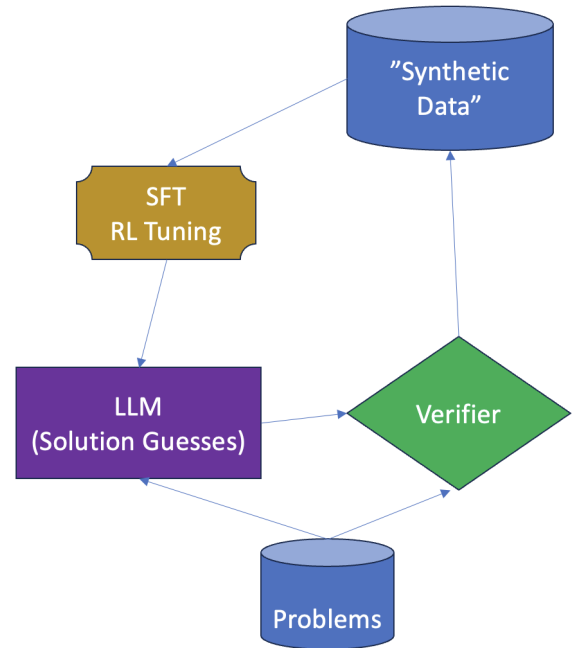 ”Synthetic
Data”
SFT
RL Tuning
LLM
(Solution Guesses)
Verifier
Problems